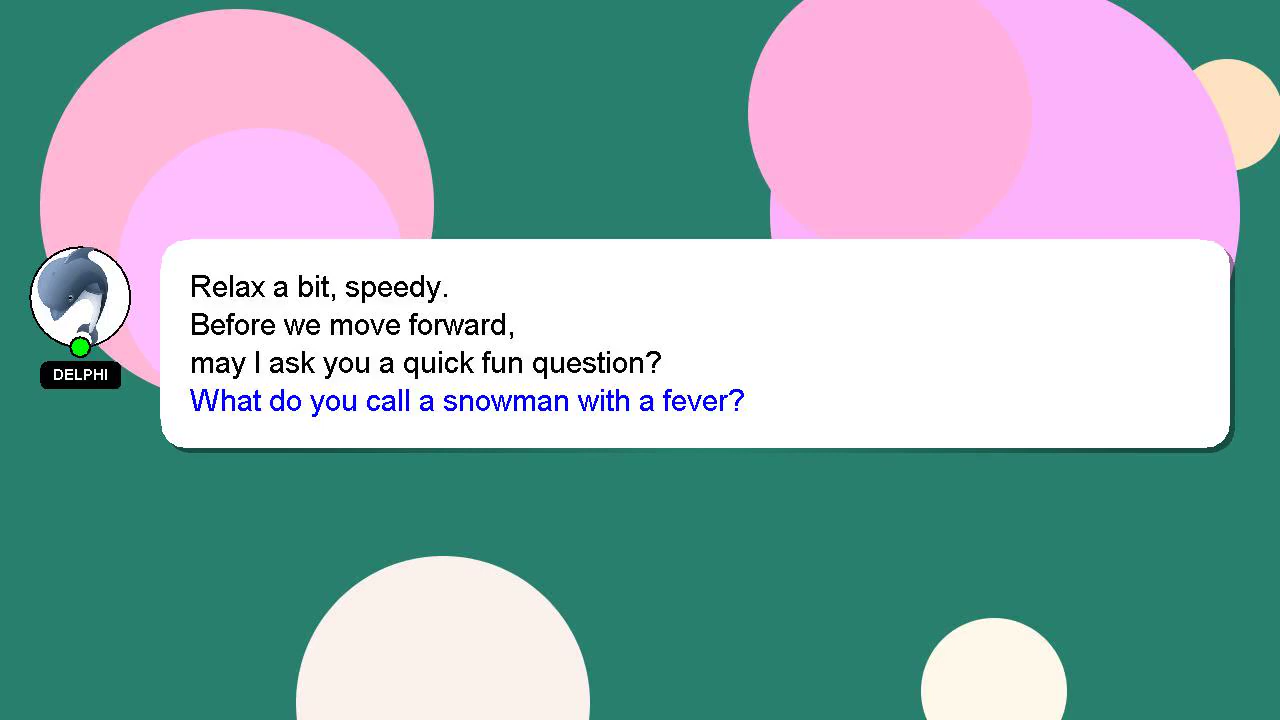 Relax a bit, speedy.
Before we move forward,
may I ask you a quick fun question?
What do you call a snowman with a fever?
DELPHI